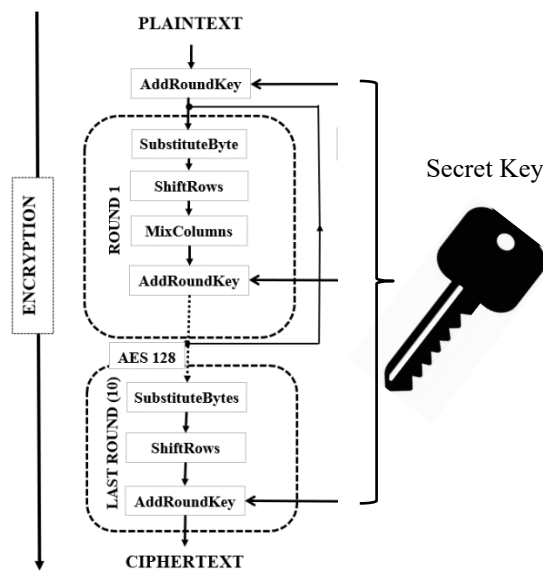 PLAINTEXT
AddRoundKey
SubstituteByte
ShiftRows
MixColumns
AddRoundKey
ROUND 1
AES 128
SubstituteBytes
ShiftRows
AddRoundKey
LAST ROUND (10)
CIPHERTEXT
ENCRYPTION
Secret Key